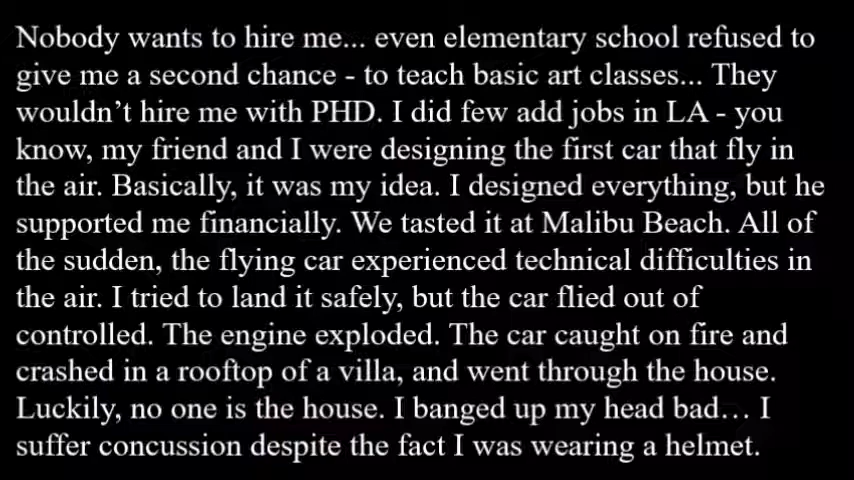 Nobody wants to hire me... even elementary school refused to
give me a second chance - to teach basic art classes... They
wouldn’t hire me with PHD. I did few add jobs in LA - you
know, my friend and I were designing the first car that fly in
the air. Basically, it was my idea. I designed everything, but he
supported me financially. We tasted it at Malibu Beach. All of
the sudden, the flying car experienced technical difficulties in
the air. I tried to land it safely, but the car flied out of
controlled. The engine exploded. The car caught on fire and
crashed in a rooftop of a villa, and went through the house.
Luckily, no one is the house. I banged up my head bad… I
suffer concussion despite the fact I was wearing a helmet.